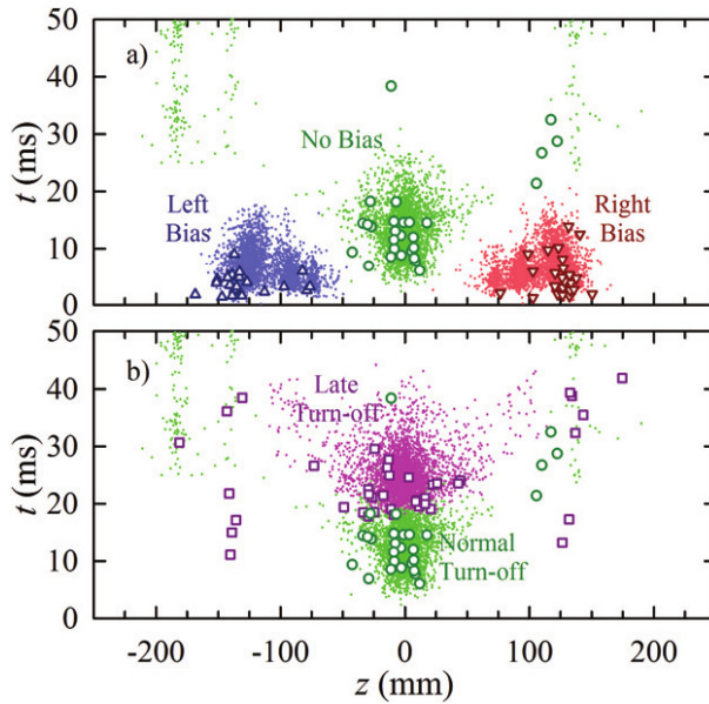 50
a)
40
30
No Bias
20
Left
Bias
Right
Bias
10
0
t (ms)
50
b)
Late
Turn-off
40
30
20
Normal
Turn-off
10
0
t (ms)
-200 -100 0 100 200
z (mm)